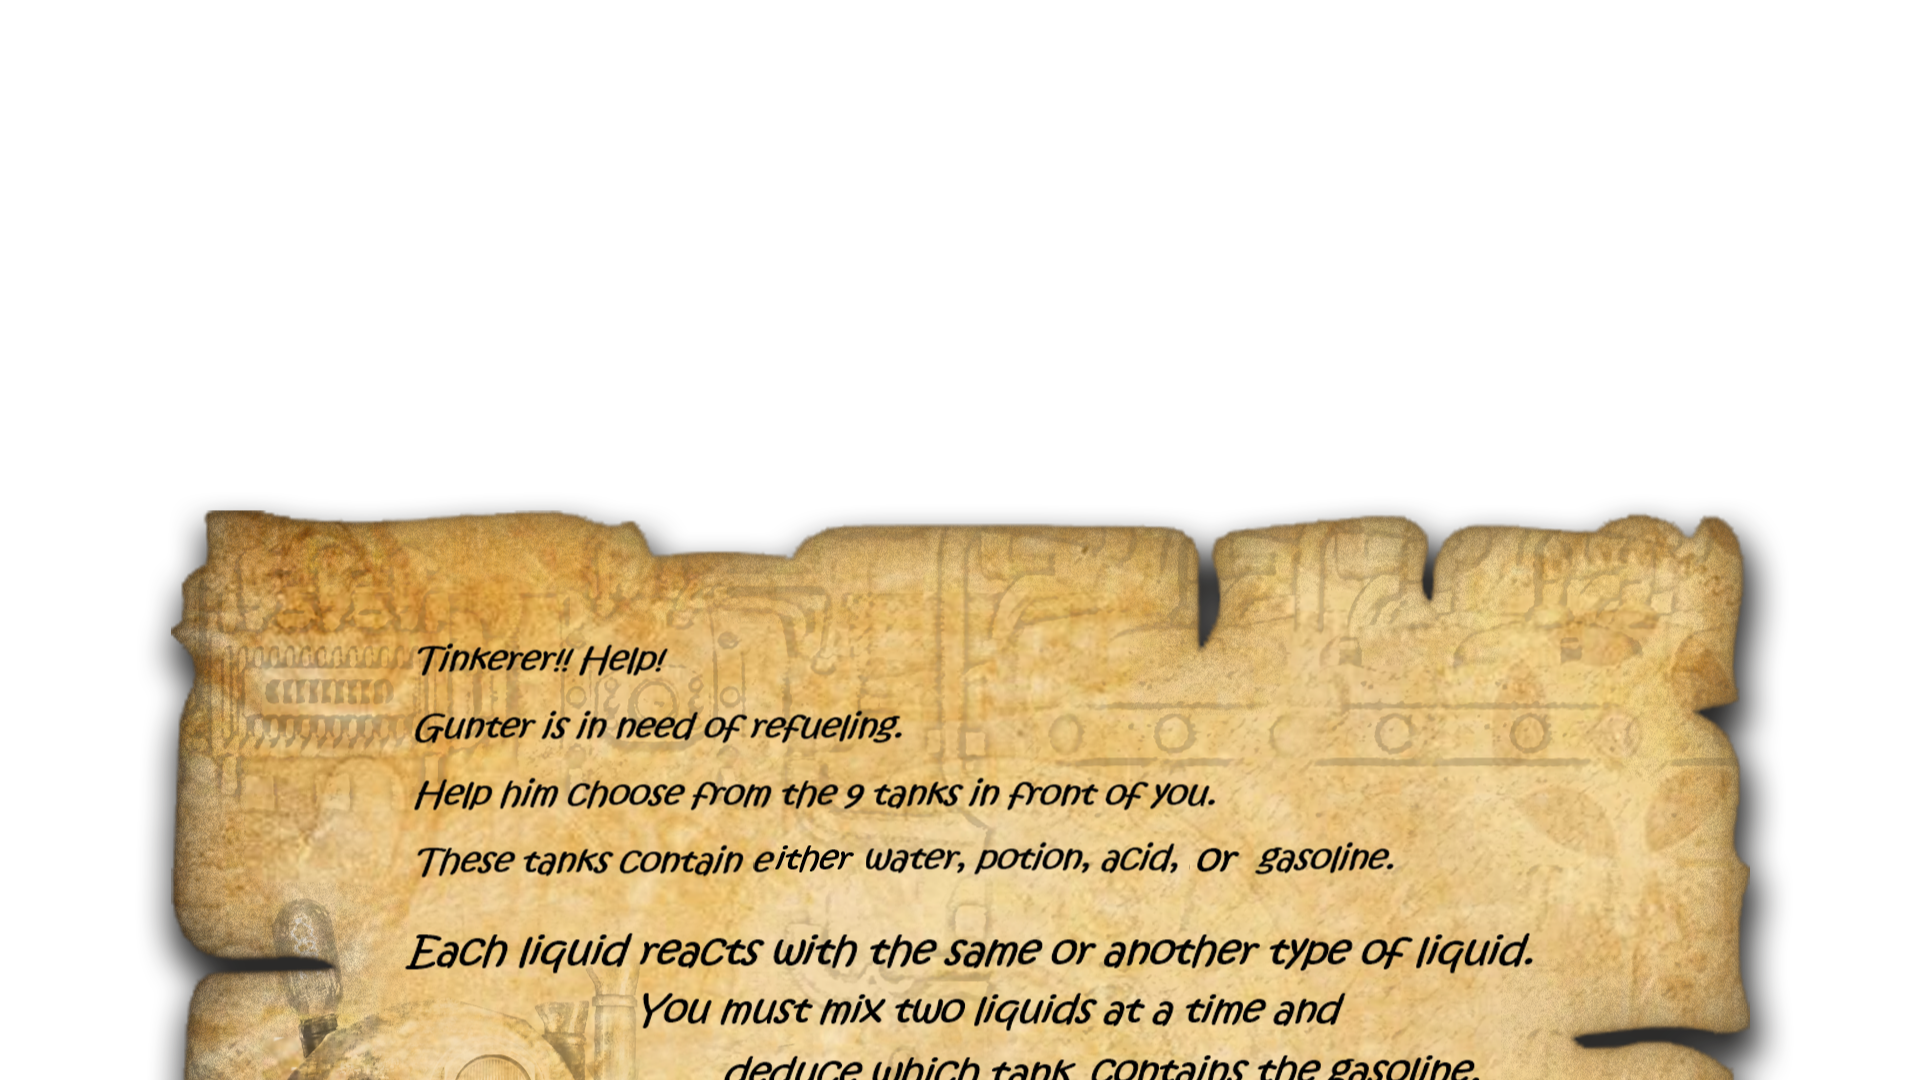 Tinkerer!! Help!
Gunter is in need of refueling.
Help him choose from the 9 tanks in front of you.
These tanks contain either water, potion, acid, or gasoline.
Each liquid reacts with the same or another type of liquid.
You must mix two liquids at a time and
deduce which tank contains the gasoline.